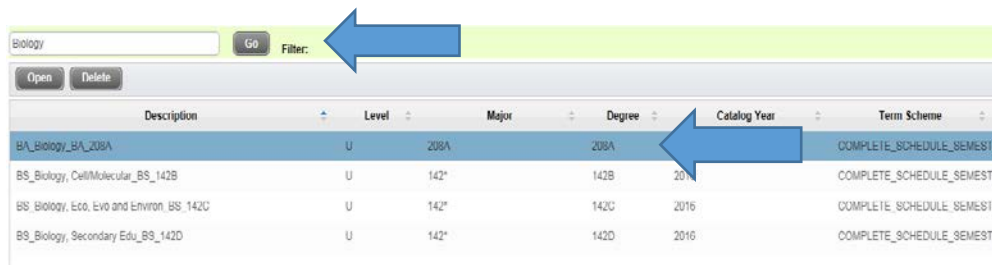 Biology Go Filter:
Open Delete
Description Level Major Degree Catalog Year Term Scheme
BA_Biology_BA_208A U 208A 208A COMPLETE_SCHEDULE_SEMEST
BS_Biology, Cell/Molecular_BS_142B U 142* 142B COMPLETE_SCHEDULE_SEMEST
BS_Biology, Eco, Evo and Environ_BS_142C U 142* 142C 2016 COMPLETE_SCHEDULE_SEMEST
BS_Biology, Secondary Edu_BS_142D U 142* 142D 2016 COMPLETE_SCHEDULE_SEMEST